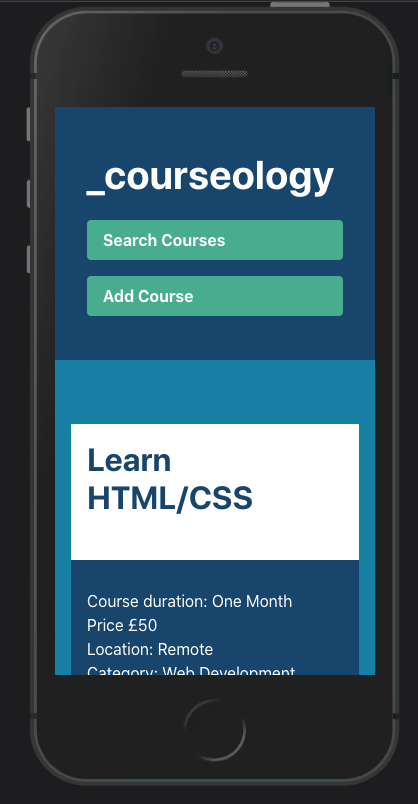 _courseology
Search Courses
Add Course
Learn
HTML/CSS
Course duration: One Month
Price £50
Location: Remote
Category: Web Development